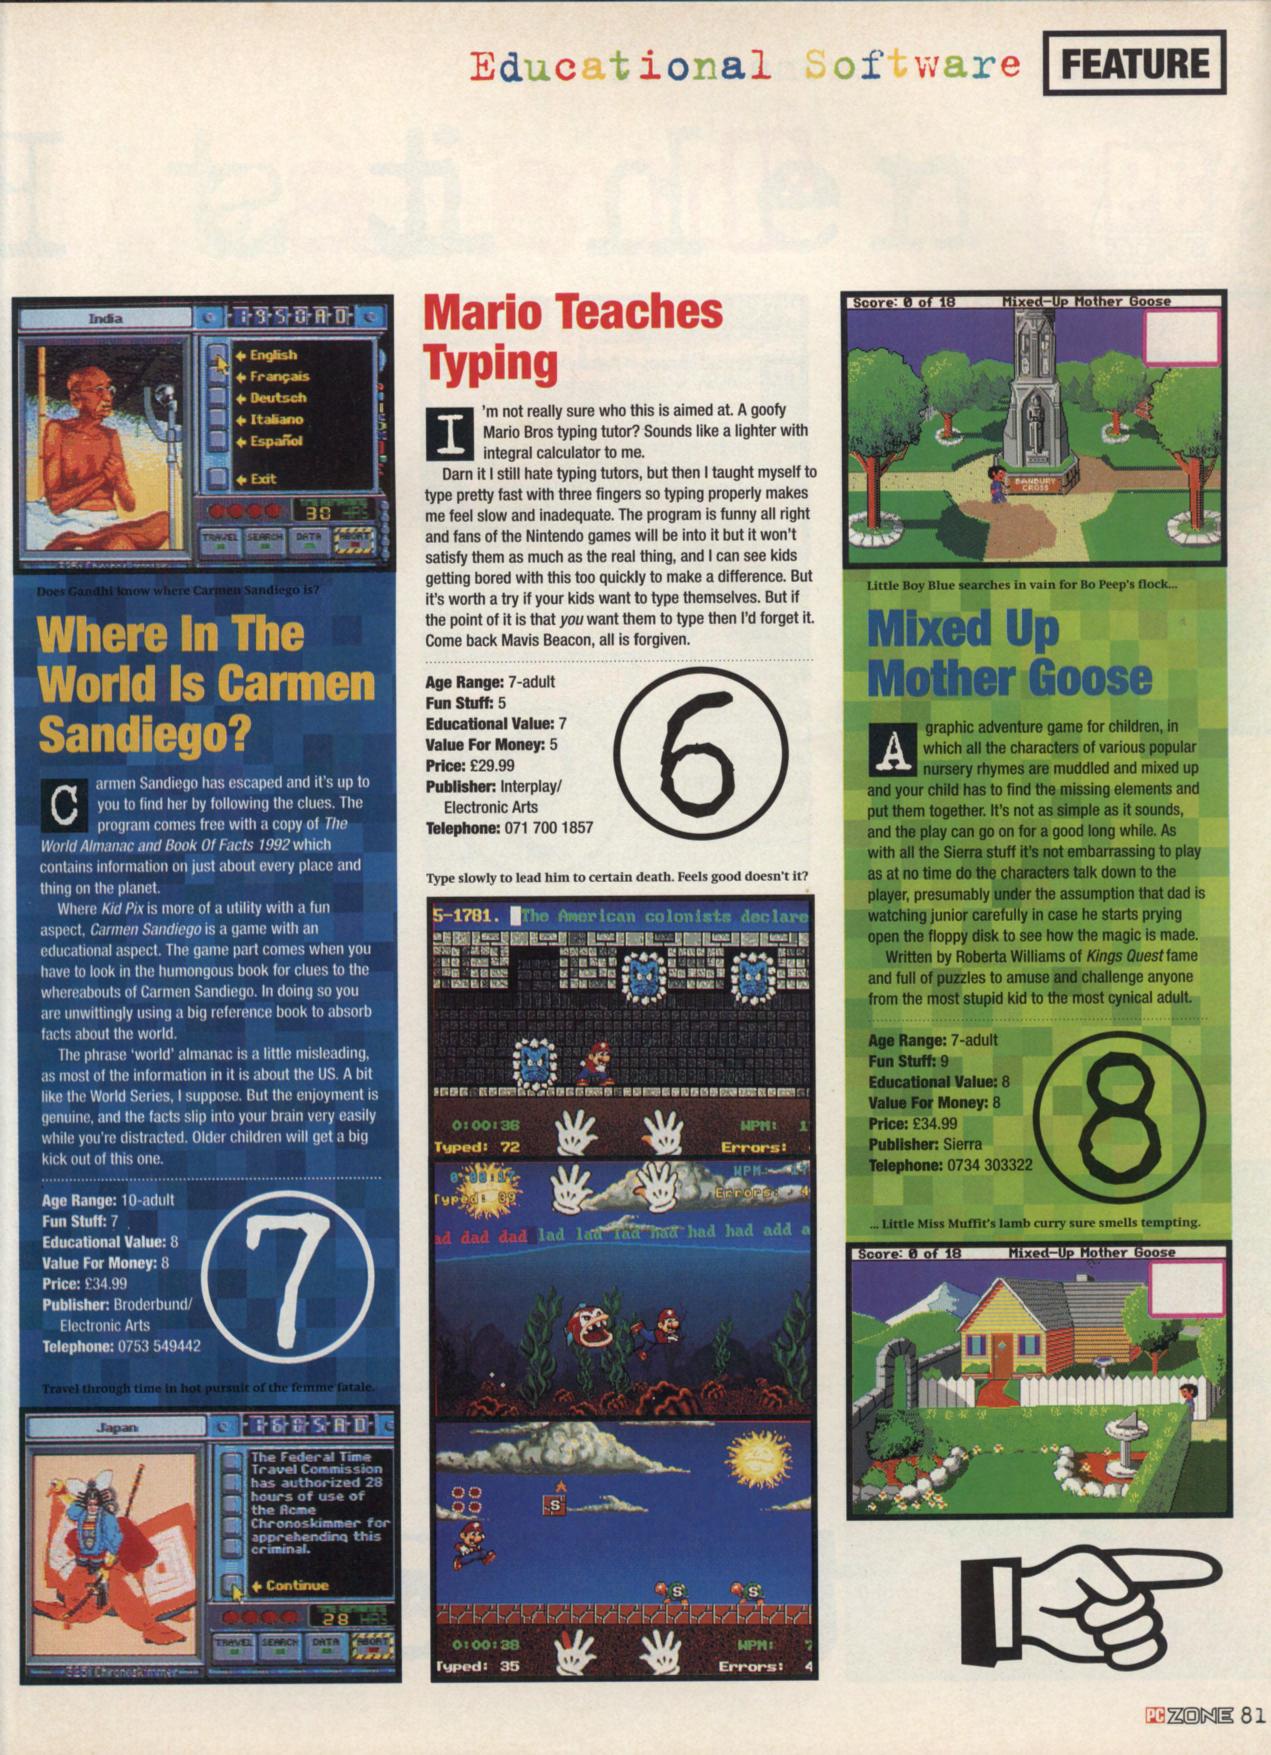 Educational Software FEATURE
India
1950AD
English
Français
Deutsch
Italiano
Español
Exit
30 HRS
TRAVEL SEARCH DATA ABORT
Does Gandhi know where Carmen Sandiego is?
Where In The
World Is Carmen
Sandiego?
Carmen Sandiego has escaped and it's up to
you to find her by following the clues. The
program comes free with a copy of The
World Almanac and Book Of Facts 1992 which
contains information on just about every place and
thing on the planet.
Where Kid Pix is more of a utility with a fun
aspect, Carmen Sandiego is a game with an
educational aspect. The game part comes when you
have to look in the humongous book for clues to the
whereabouts of Carmen Sandiego. In doing so you
are unwittingly using a big reference book to absorb
facts about the world.
The phrase 'world' almanac is a little misleading,
as most of the information in it is about the US. A bit
like the World Series, I suppose. But the enjoyment is
genuine, and the facts slip into your brain very easily
while you're distracted. Older children will get a big
kick out of this one.
Age Range: 10-adult
Fun Stuff: 7
Educational Value: 8
Value For Money: 8
Price: £34.99
Publisher: Broderbund/
Electronic Arts
Telephone: 0753 549442
7
Travel through time in hot pursuit of the femme fatale.
Japan
1605AD
The Federal Time
Travel Commission
has authorized 28
hours of use of
the Acme
Chronoskimmer for
apprehending this
criminal.
Continue
28 HRS
TRAVEL SEARCH DATA ABORT
325i Chronoskimmer
Mario Teaches
Typing
I'm not really sure who this is aimed at. A goofy
Mario Bros typing tutor? Sounds like a lighter with
integral calculator to me.
Darn it I still hate typing tutors, but then I taught myself to
type pretty fast with three fingers so typing properly makes
me feel slow and inadequate. The program is funny all right
and fans of the Nintendo games will be into it but it won't
satisfy them as much as the real thing, and I can see kids
getting bored with this too quickly to make a difference. But
it's worth a try if your kids want to type themselves. But if
the point of it is that you want them to type then I'd forget it.
Come back Mavis Beacon, all is forgiven.
Age Range: 7-adult
Fun Stuff: 5
Educational Value: 7
Value For Money: 5
Price: £29.99
Publisher: Interplay/
Electronic Arts
Telephone: 071 700 1857
6
Type slowly to lead him to certain death. Feels good doesn't it?
5-1781. The American colonists declare
0:00:36 WPM: 1
Typed: 72 Errors:
WPM:
Typed: 39 Errors: 4
ad dad dad lad lad lad had had had add a
S
S S
0:00:38 WPM: 7
Typed: 35 Errors: 4
Score: 0 of 18 Mixed-Up Mother Goose
BANBURY
CROSS
Little Boy Blue searches in vain for Bo Peep's flock...
Mixed Up
Mother Goose
A graphic adventure game for children, in
which all the characters of various popular
nursery rhymes are muddled and mixed up
and your child has to find the missing elements and
put them together. It's not as simple as it sounds,
and the play can go on for a good long while. As
with all the Sierra stuff it's not embarrassing to play
as at no time do the characters talk down to the
player, presumably under the assumption that dad is
watching junior carefully in case he starts prying
open the floppy disk to see how the magic is made.
Written by Roberta Williams of Kings Quest fame
and full of puzzles to amuse and challenge anyone
from the most stupid kid to the most cynical adult.
Age Range: 7-adult
Fun Stuff: 9
Educational Value: 8
Value For Money: 8
Price: £34.99
Publisher: Sierra
Telephone: 0734 303322
8
... Little Miss Muffit's lamb curry sure smells tempting.
Score: 0 of 18 Mixed-Up Mother Goose
PC ZONE 81